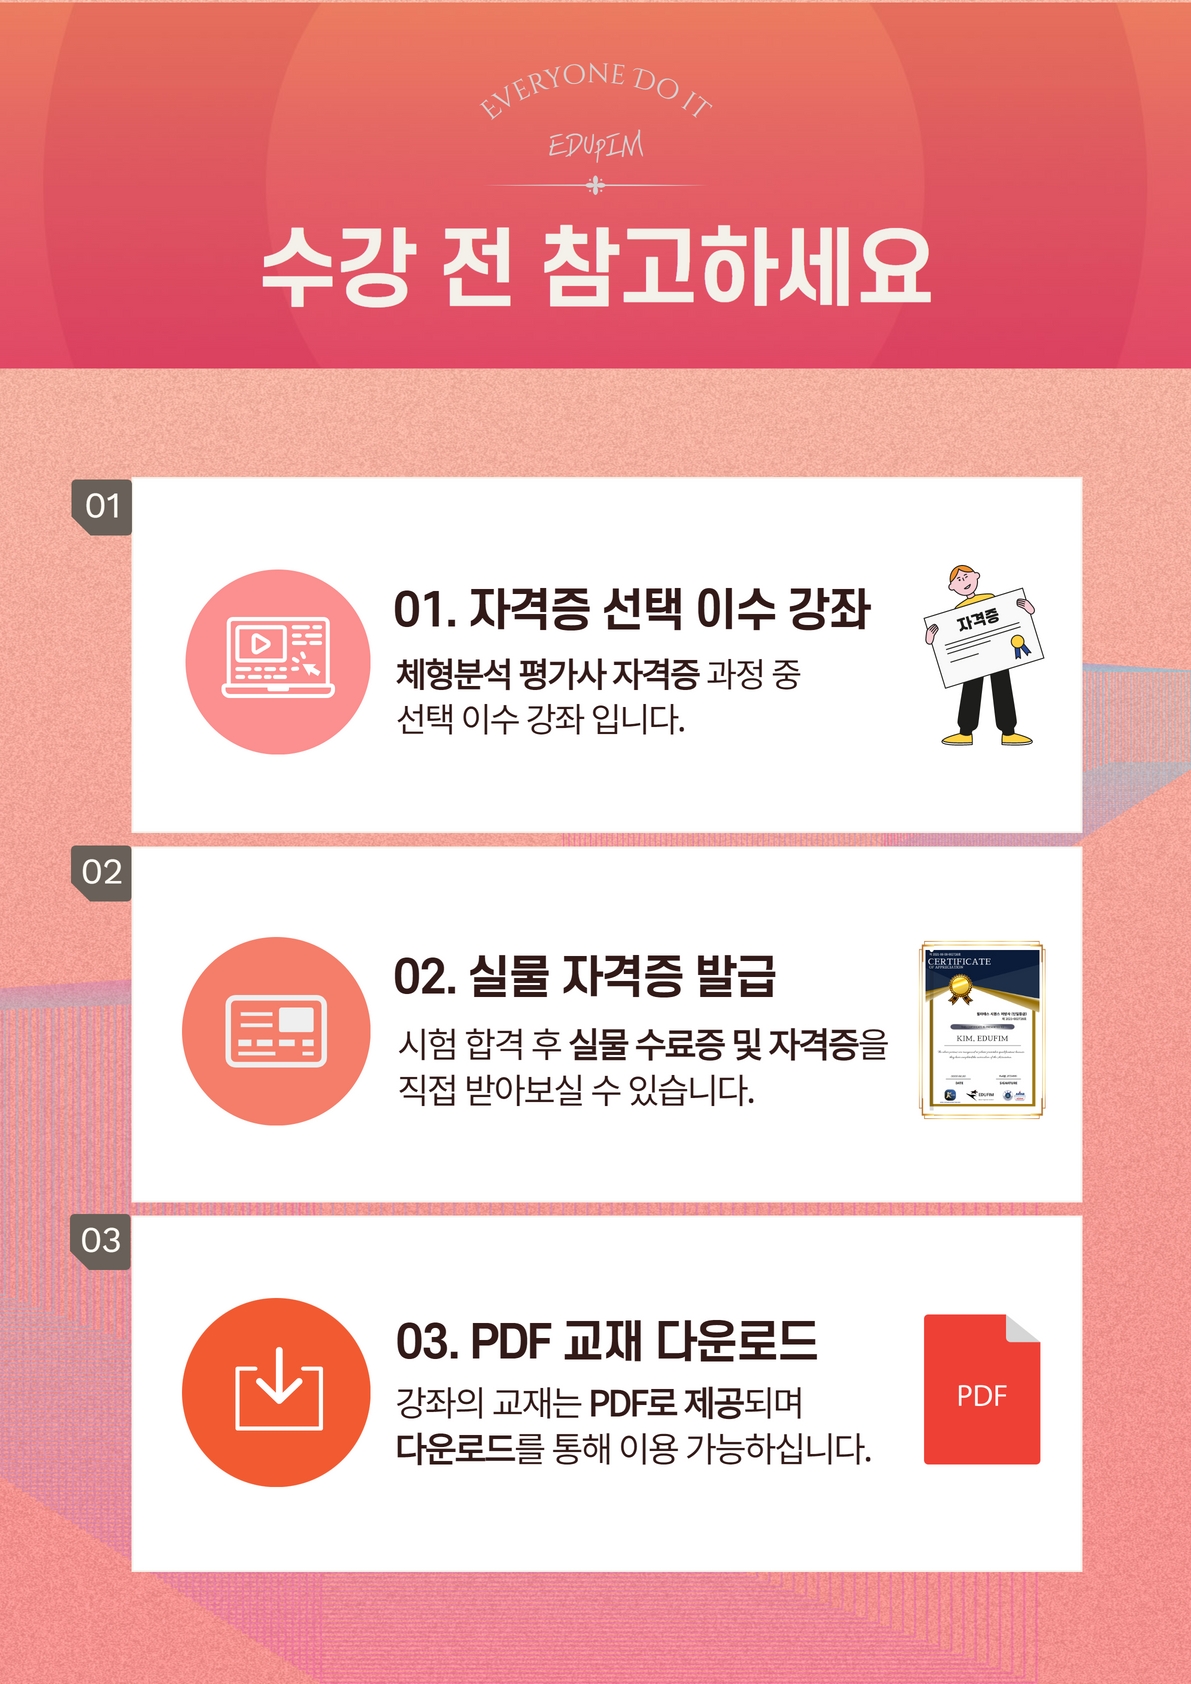 EVERYONE DO IT
EDUpIM
수강 전 참고하세요
01
01. 자격증 선택 이수 강좌
체형분석 평가사 자격증 과정 중
선택 이수 강좌 입니다.
자격증
02
02. 실물 자격증 발급
시험 합격 후 실물 수료증 및 자격증을
직접 받아보실 수 있습니다.
CERTIFICATE
OF APPRECIATION
KIM, EDUFIM
DATE
SIGNATURE
03
03. PDF 교재 다운로드
강좌의 교재는 PDF로 제공되며
다운로드를 통해 이용 가능하십니다.
PDF